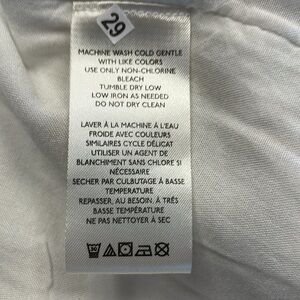 29
MACHINE WASH COLD GENTLE
WITH LIKE COLORS
USE ONLY NON-CHLORINE
BLEACH
TUMBLE DRY LOW
LOW IRON AS NEEDED
DO NOT DRY CLEAN
LAVER À LA MACHINE À L'EAU
FROIDE AVEC COULEURS
SIMILAIRES CYCLE DÉLICAT
UTILISER UN AGENT DE
BLANCHIMENT SANS CHLORE SI
NÉCESSAIRE
SECHER PAR CULBUTAGE À BASSE
TEMPERATURE
REPASSER, AU BESOIN, À TRÈS
BASSE TEMPÉRATURE
NE PAS NETTOYER À SEC
30